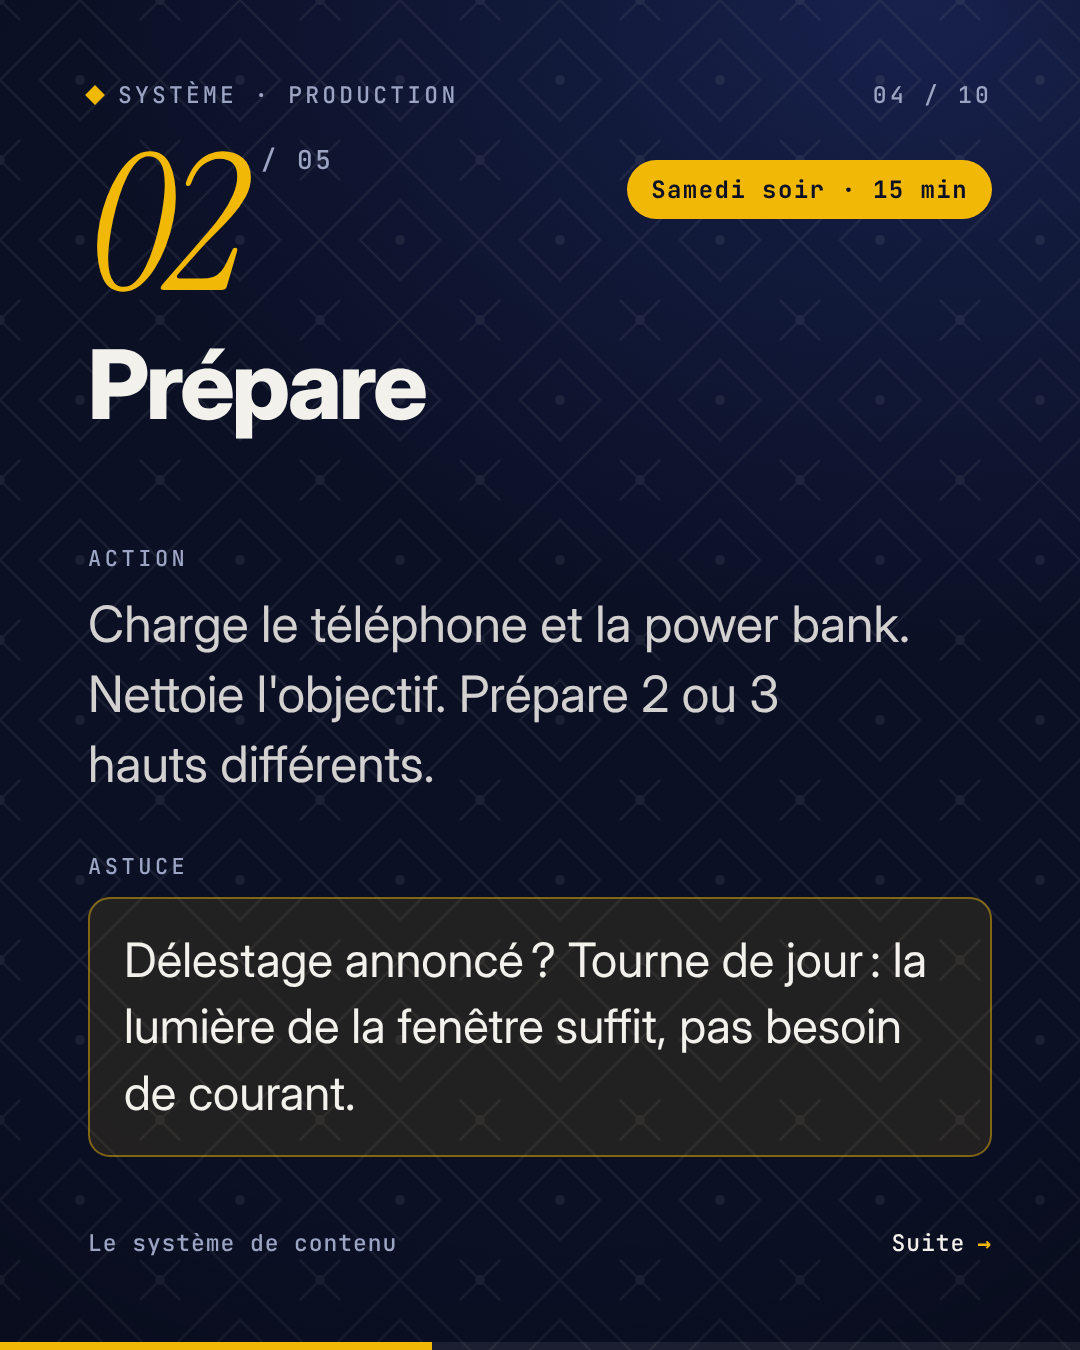 SYSTÈME · PRODUCTION
04 / 10
02 / 05
Samedi soir · 15 min
Prépare
ACTION
Charge le téléphone et la power bank.
Nettoie l'objectif. Prépare 2 ou 3
hauts différents.
ASTUCE
Délestage annoncé ? Tourne de jour : la
lumière de la fenêtre suffit, pas besoin
de courant.
Le système de contenu
Suite →